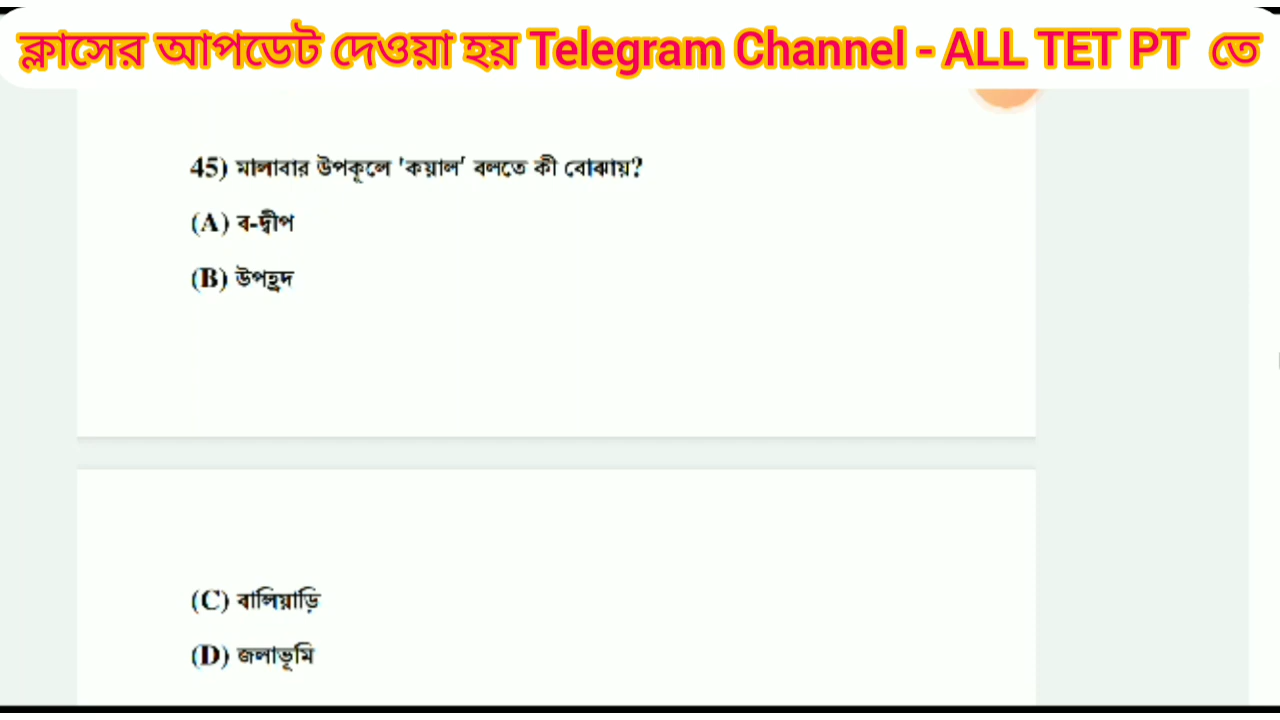 ক্লাসের আপডেট দেওয়া হয় Telegram Channel - ALL TET PT তে
45) মালাবার উপকূলে 'কয়াল' বলতে কী বোঝায়?
(A) ব-দ্বীপ
(B) উপহ্রদ
(C) বালিয়াড়ি
(D) জলাভূমি